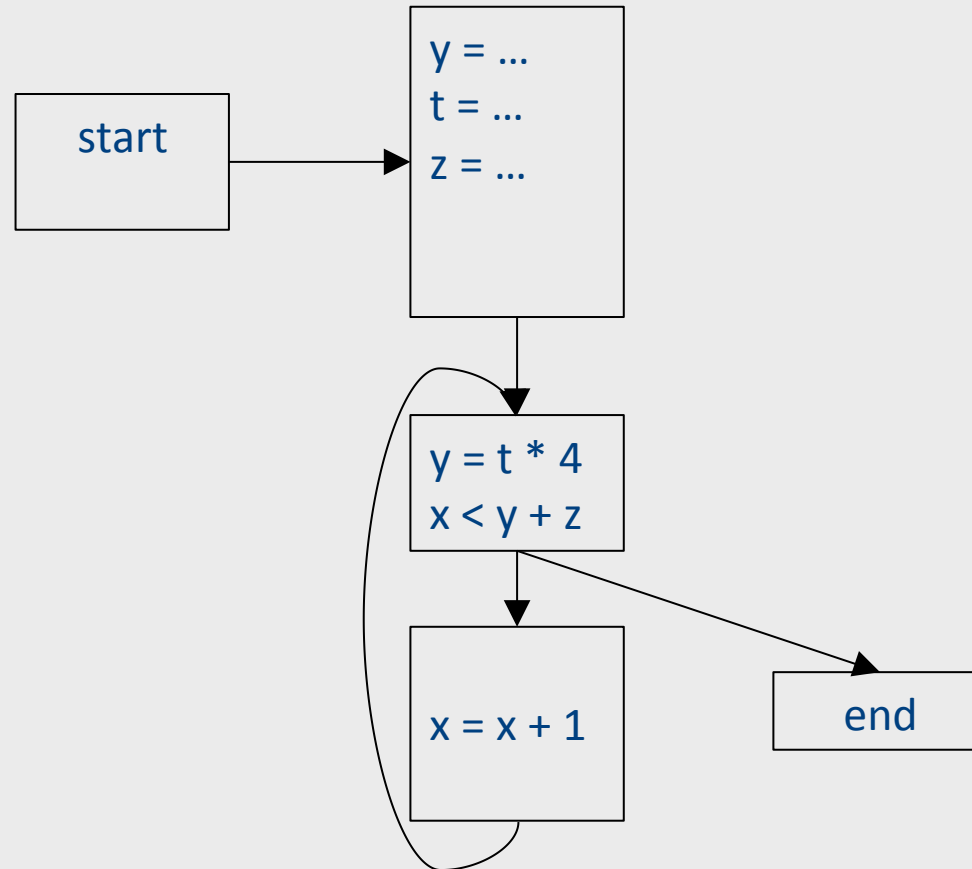 start
y = ...
t = ...
z = ...
y = t * 4
x < y + z
x = x + 1
end